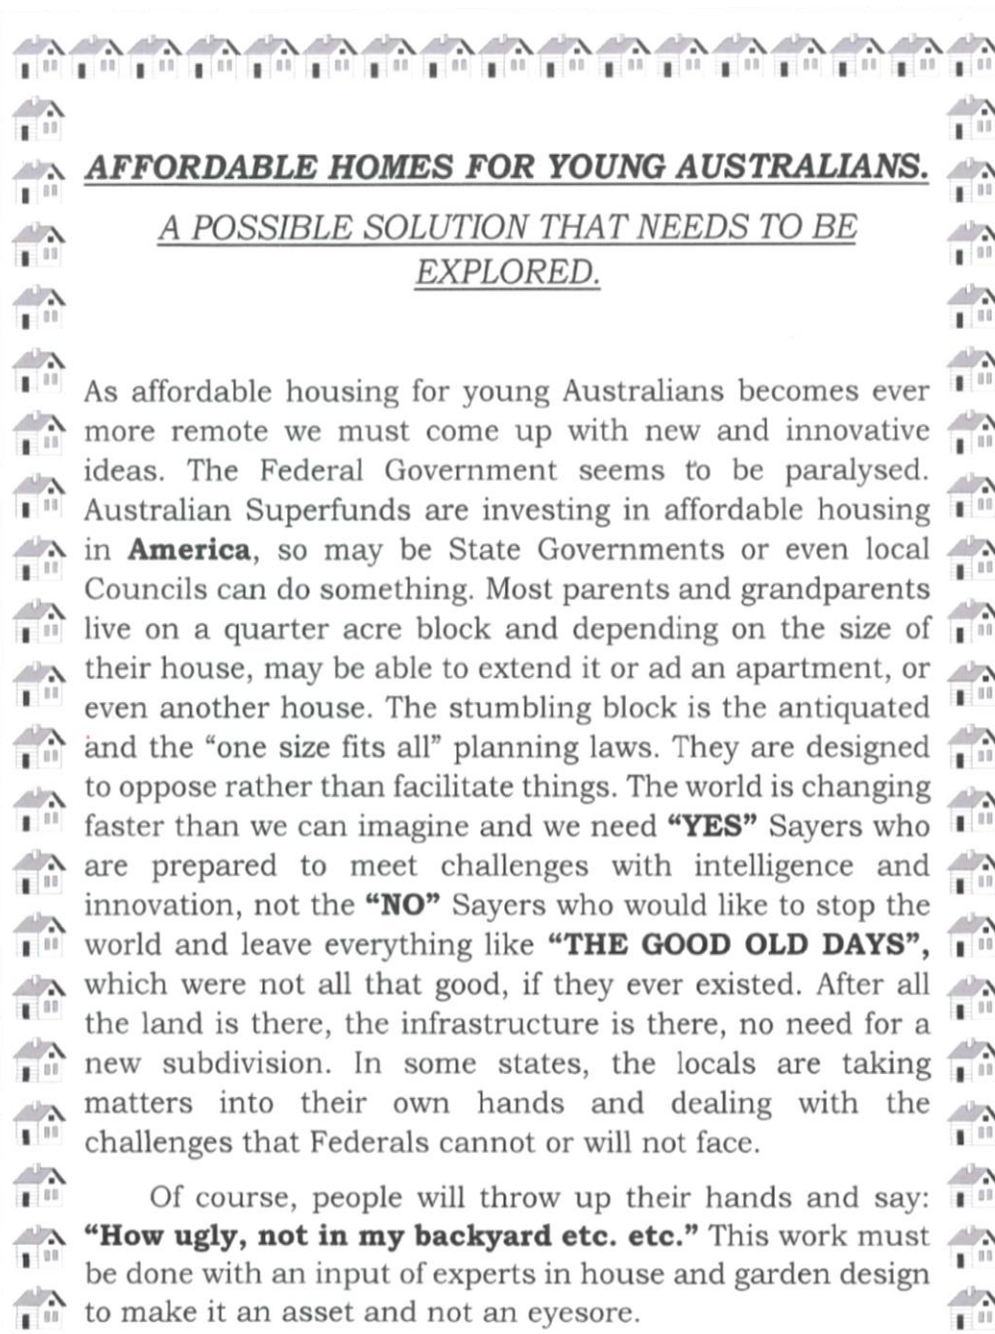 AFFORDABLE HOMES FOR YOUNG AUSTRALIANS.
A POSSIBLE SOLUTION THAT NEEDS TO BE
EXPLORED.
As affordable housing for young Australians becomes ever
more remote we must come up with new and innovative
ideas. The Federal Government seems to be paralysed.
Australian Superfunds are investing in affordable housing
in America, so may be State Governments or even local
Councils can do something. Most parents and grandparents
live on a quarter acre block and depending on the size of
their house, may be able to extend it or ad an apartment, or
even another house. The stumbling block is the antiquated
and the “one size fits all” planning laws. They are designed
to oppose rather than facilitate things. The world is changing
faster than we can imagine and we need “YES” Sayers who
are prepared to meet challenges with intelligence and
innovation, not the “NO” Sayers who would like to stop the
world and leave everything like “THE GOOD OLD DAYS”,
which were not all that good, if they ever existed. After all
the land is there, the infrastructure is there, no need for a
new subdivision. In some states, the locals are taking
matters into their own hands and dealing with the
challenges that Federals cannot or will not face.
Of course, people will throw up their hands and say:
“How ugly, not in my backyard etc. etc.” This work must
be done with an input of experts in house and garden design
to make it an asset and not an eyesore.